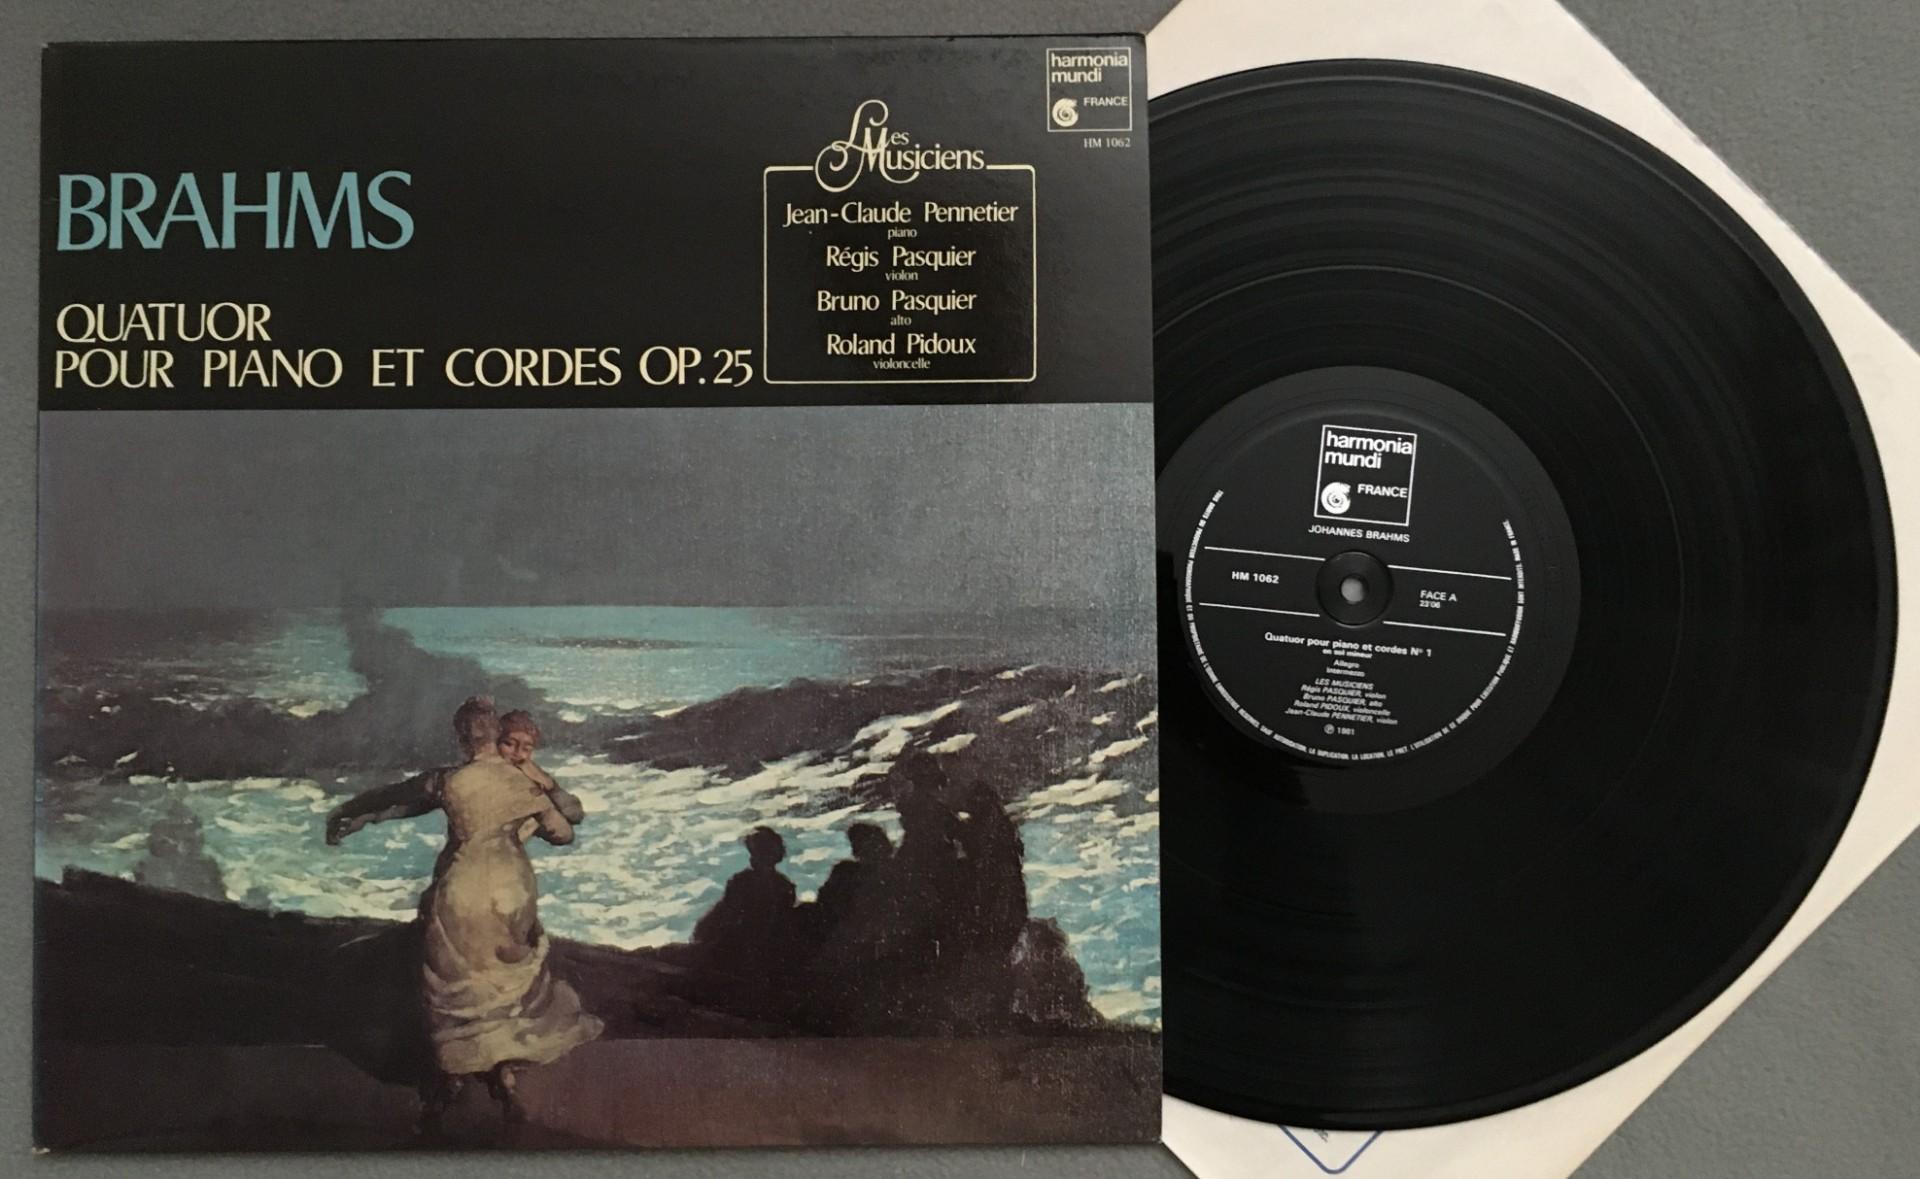 harmonia
mundi
FRANCE
HM 1062
BRAHMS
QUATUOR
POUR PIANO ET CORDES OP.25
Les
Musiciens
Jean-Claude Pennetier
piano
Régis Pasquier
violon
Bruno Pasquier
alto
Roland Pidoux
violoncelle
harmonia
mundi
FRANCE
JOHANNES BRAHMS
HM 1062
FACE A
23'06
Quatuor pour piano et cordes Nº 1
en sol mineur
Allegro
Intermezzo
LES MUSICIENS
Régis PASQUIER, violon
Bruno PASQUIER, alto
Roland PIDOUX, violoncelle
Jean-Claude PENNETIER, violon
℗ 1981